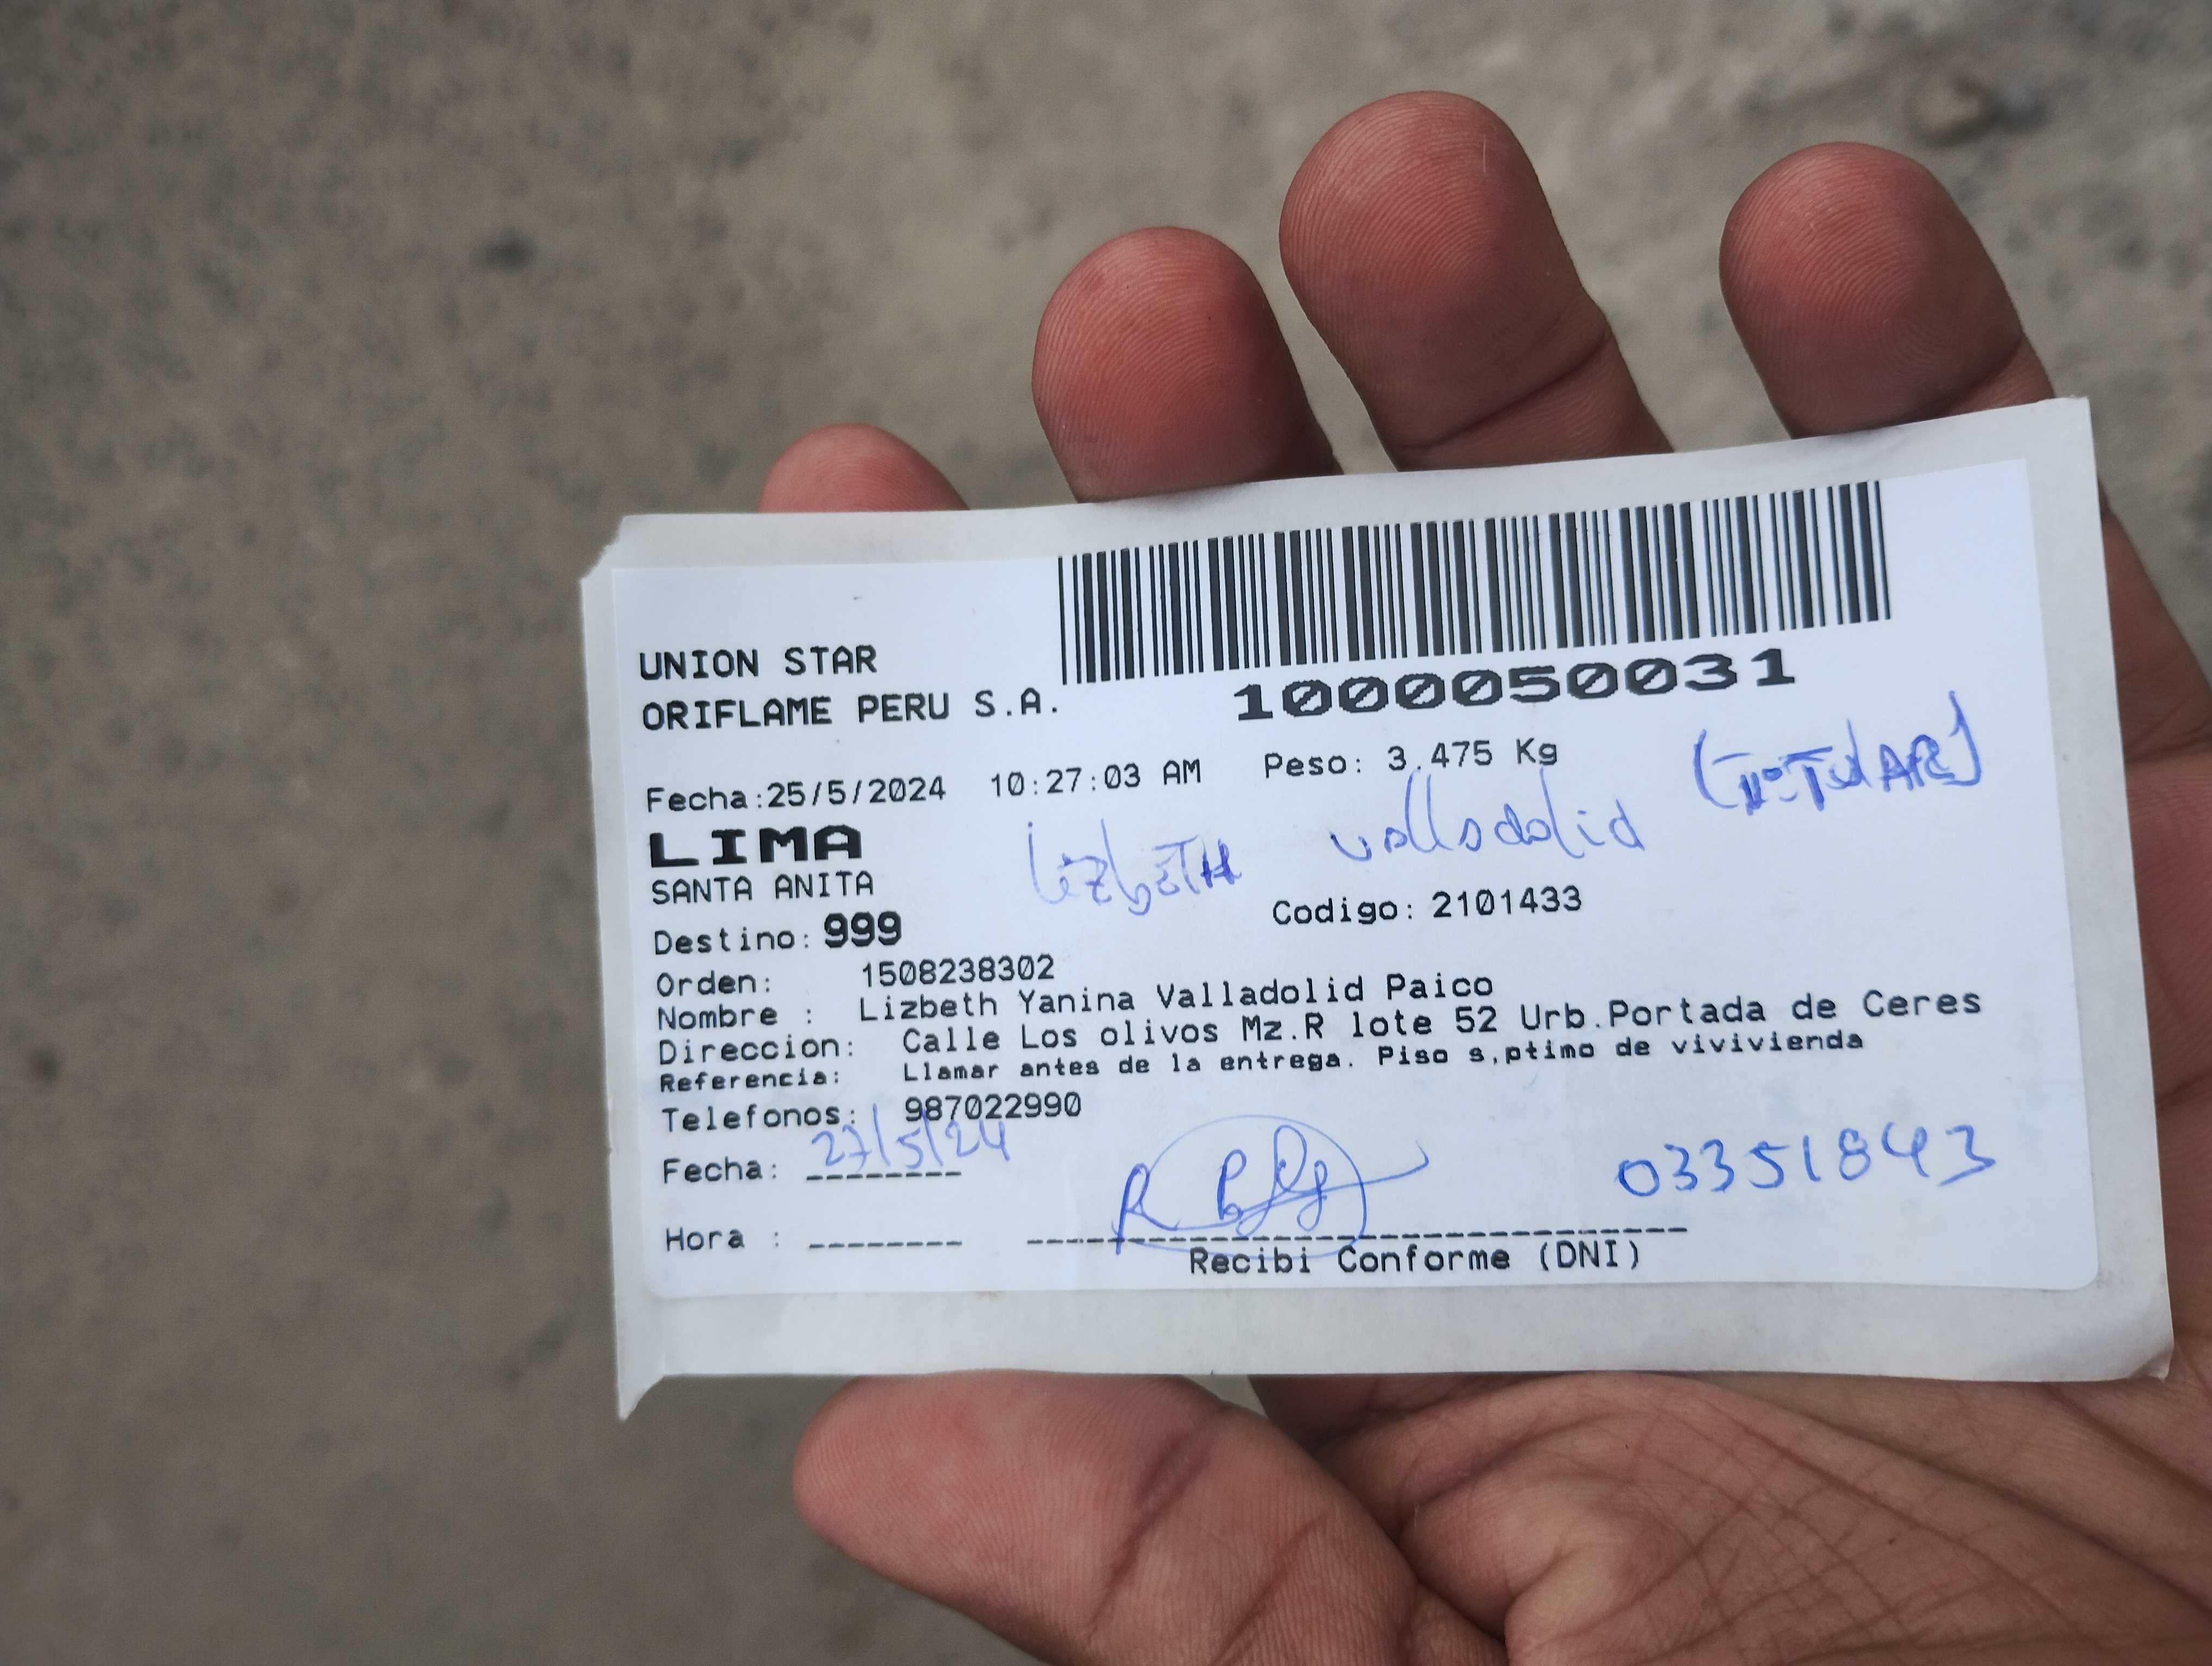 UNION STAR
ORIFLAME PERU S.A.
1000050031
Fecha:25/5/2024 10:27:03 AM Peso: 3.475 Kg
(TITULAR)
LIMA
LizbETH Valladolid
SANTA ANITA
Codigo: 2101433
Destino: 999
Orden: 1508238302
Nombre : Lizbeth Yanina Valladolid Paico
Direccion: Calle Los olivos Mz.R lote 52 Urb.Portada de Ceres
Referencia: Llamar antes de la entrega. Piso s,ptimo de vivivienda
Telefonos: 987022990
Fecha: 27/5/24
03351843
Hora :
Recibi Conforme (DNI)